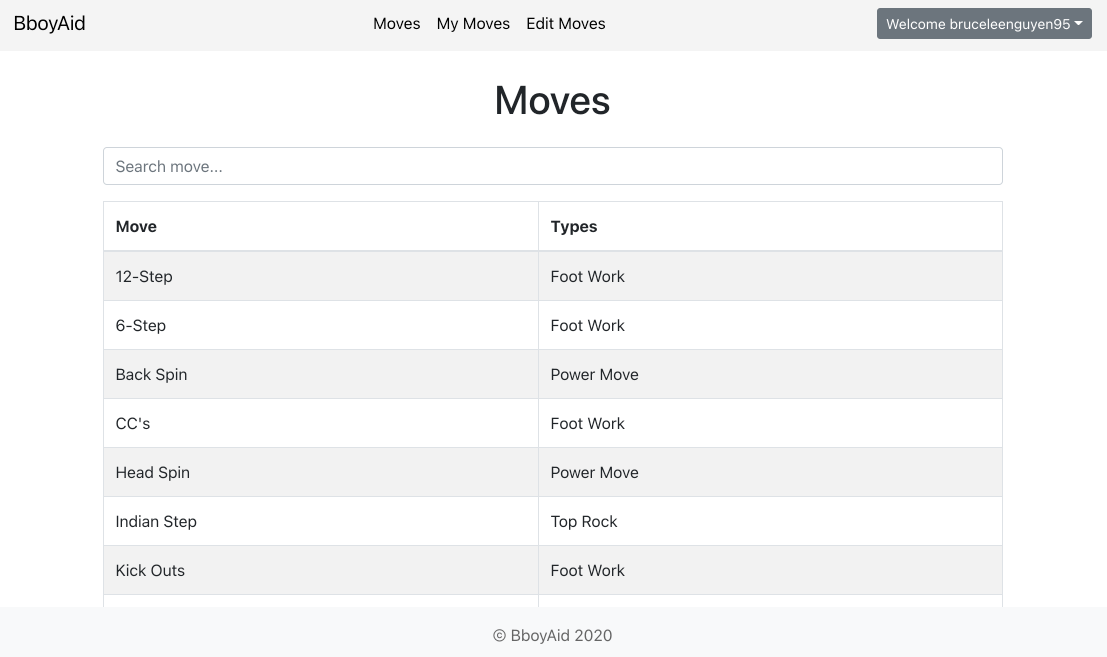 BboyAid Moves My Moves Edit Moves Welcome bruceleenguyen95
Moves
Search move...
Move Types
12-Step Foot Work
6-Step Foot Work
Back Spin Power Move
CC's Foot Work
Head Spin Power Move
Indian Step Top Rock
Kick Outs Foot Work
© BboyAid 2020